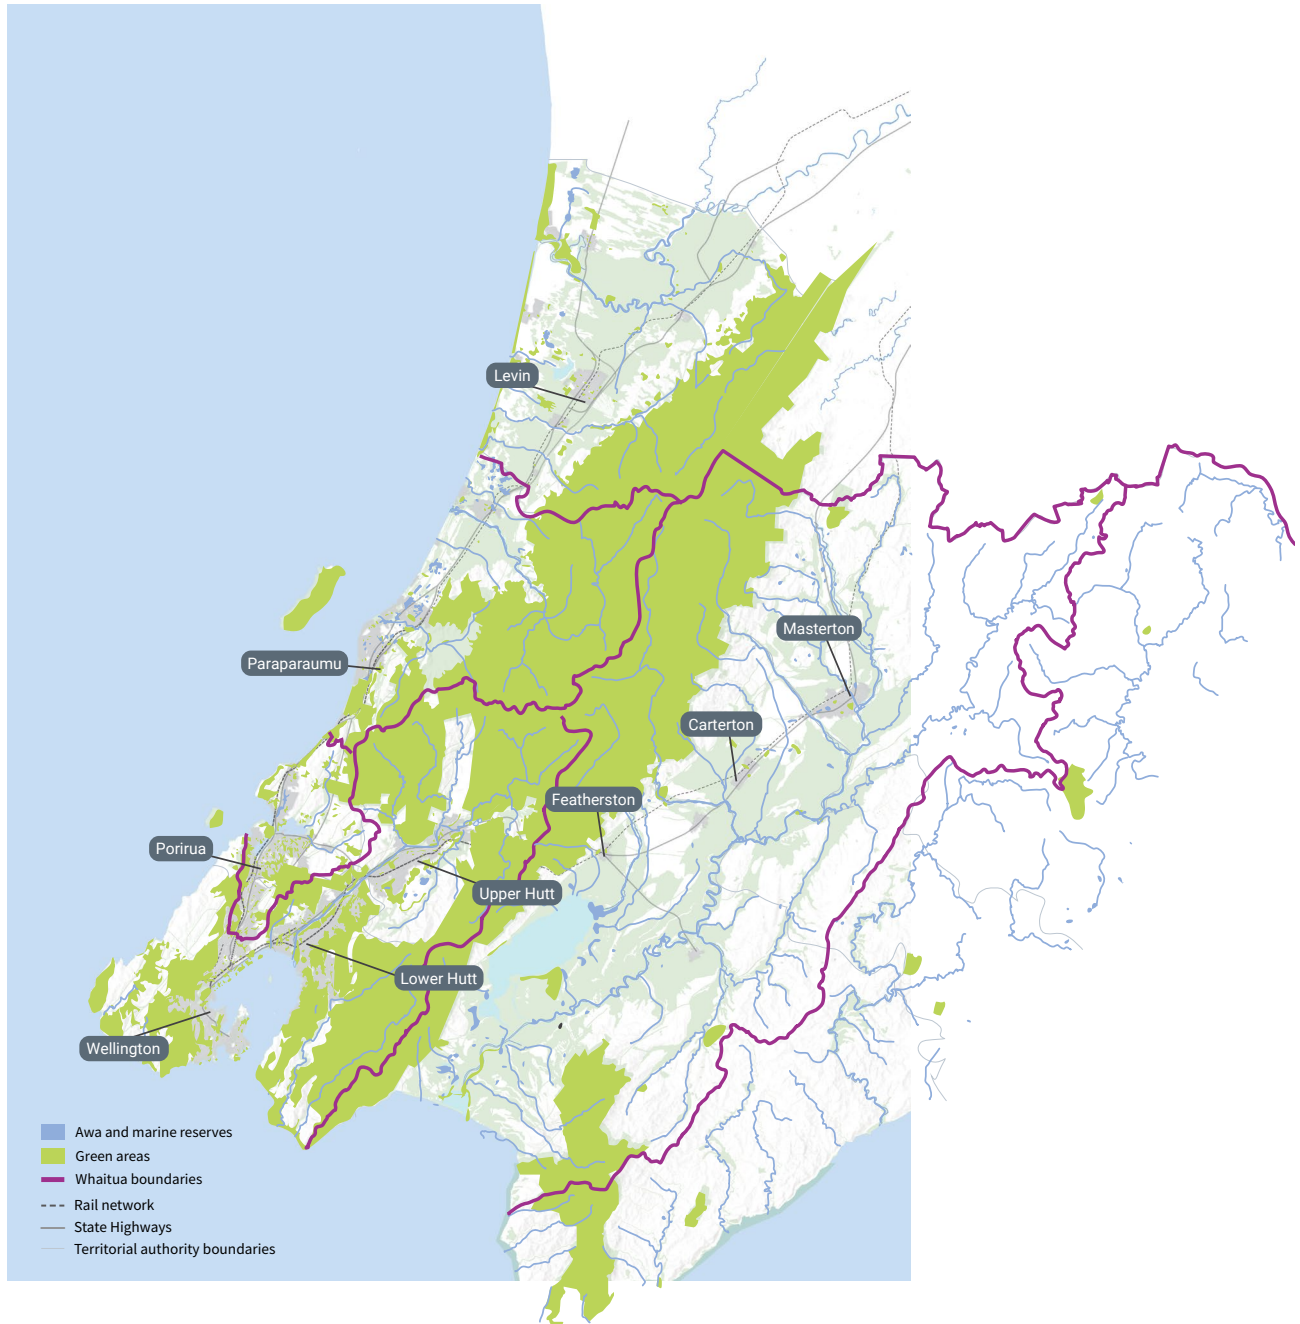 Levin
Masterton
Paraparaumu
Carterton
Featherston
Porirua
Upper Hutt
Lower Hutt
Wellington
Awa and marine reserves
Green areas
Whaitua boundaries
Rail network
State Highways
Territorial authority boundaries